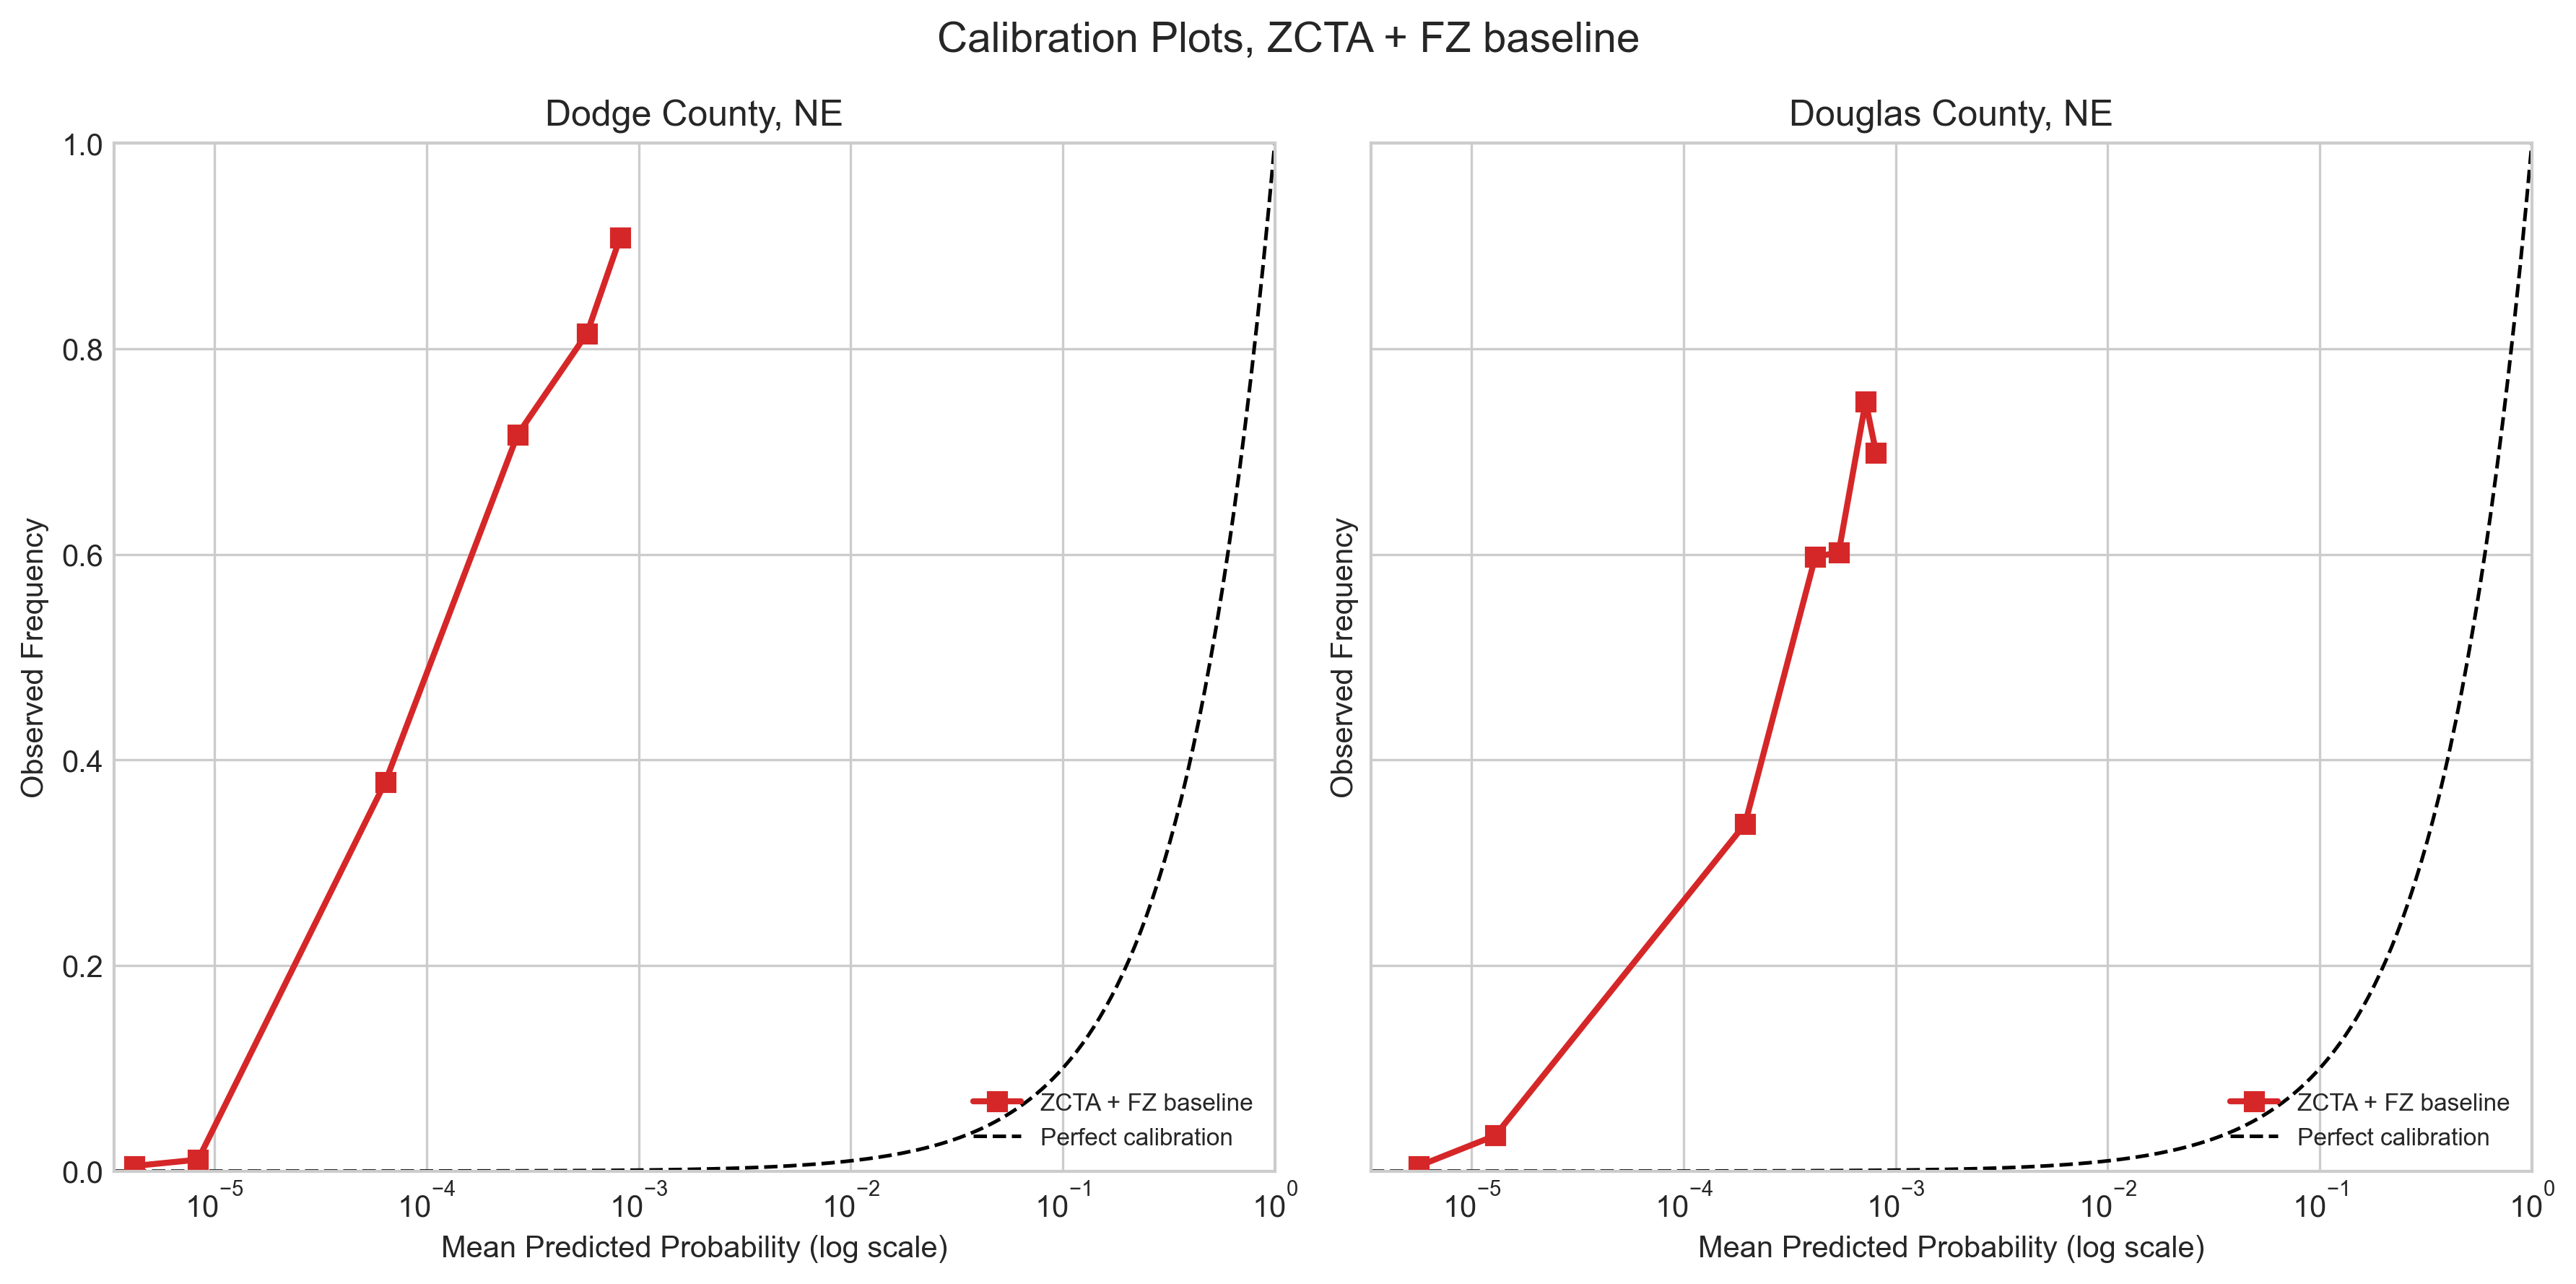 Calibration Plots, ZCTA + FZ baseline
Dodge County, NE
Observed Frequency
1.0
0.8
0.6
0.4
0.2
0.0
10⁻⁵ 10⁻⁴ 10⁻³ 10⁻² 10⁻¹ 10⁰
Mean Predicted Probability (log scale)
ZCTA + FZ baseline
Perfect calibration
Douglas County, NE
Observed Frequency
10⁻⁵ 10⁻⁴ 10⁻³ 10⁻² 10⁻¹ 10⁰
Mean Predicted Probability (log scale)
ZCTA + FZ baseline
Perfect calibration